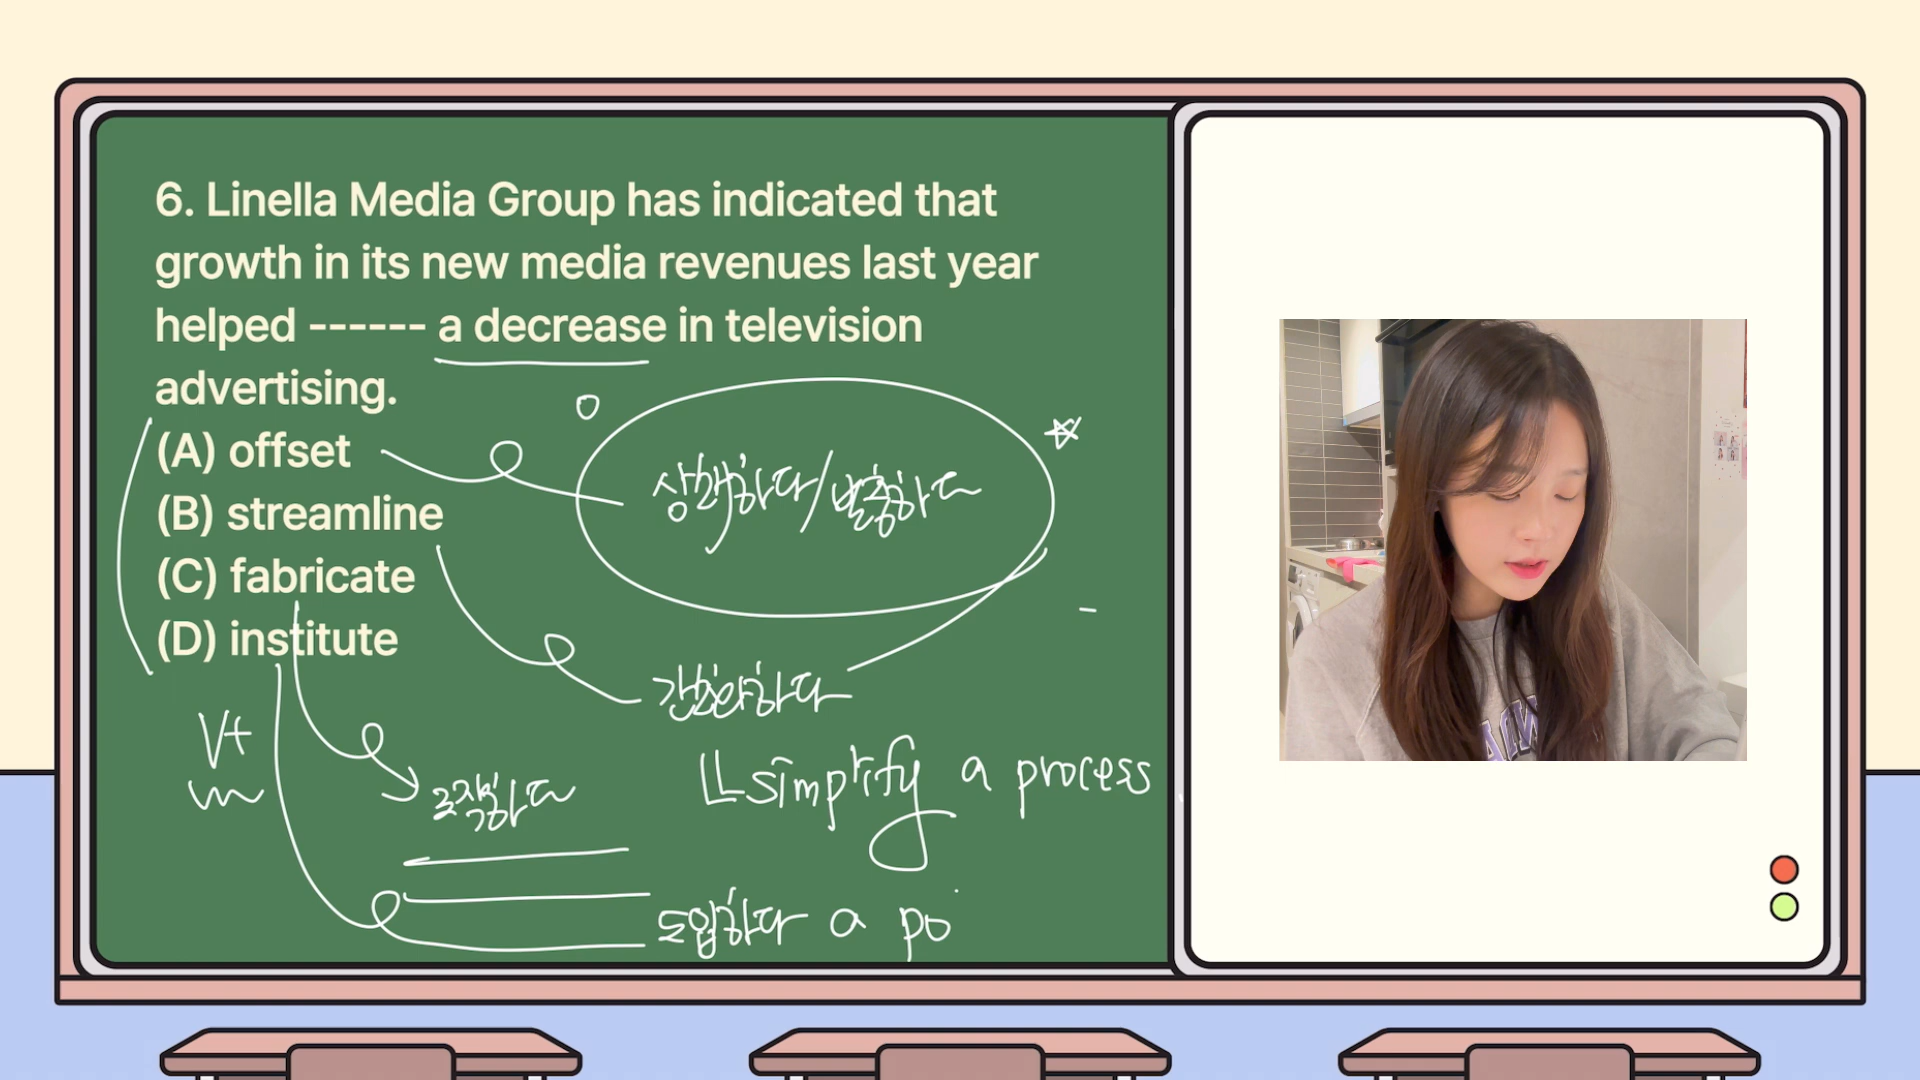 6. Linella Media Group has indicated that
growth in its new media revenues last year
helped ------ a decrease in television
advertising.
(A) offset
(B) streamline
(C) fabricate
(D) institute
상쇄하다/보충하다
간소화하다
simplify a process
V+
조작하다
도입하다 a po